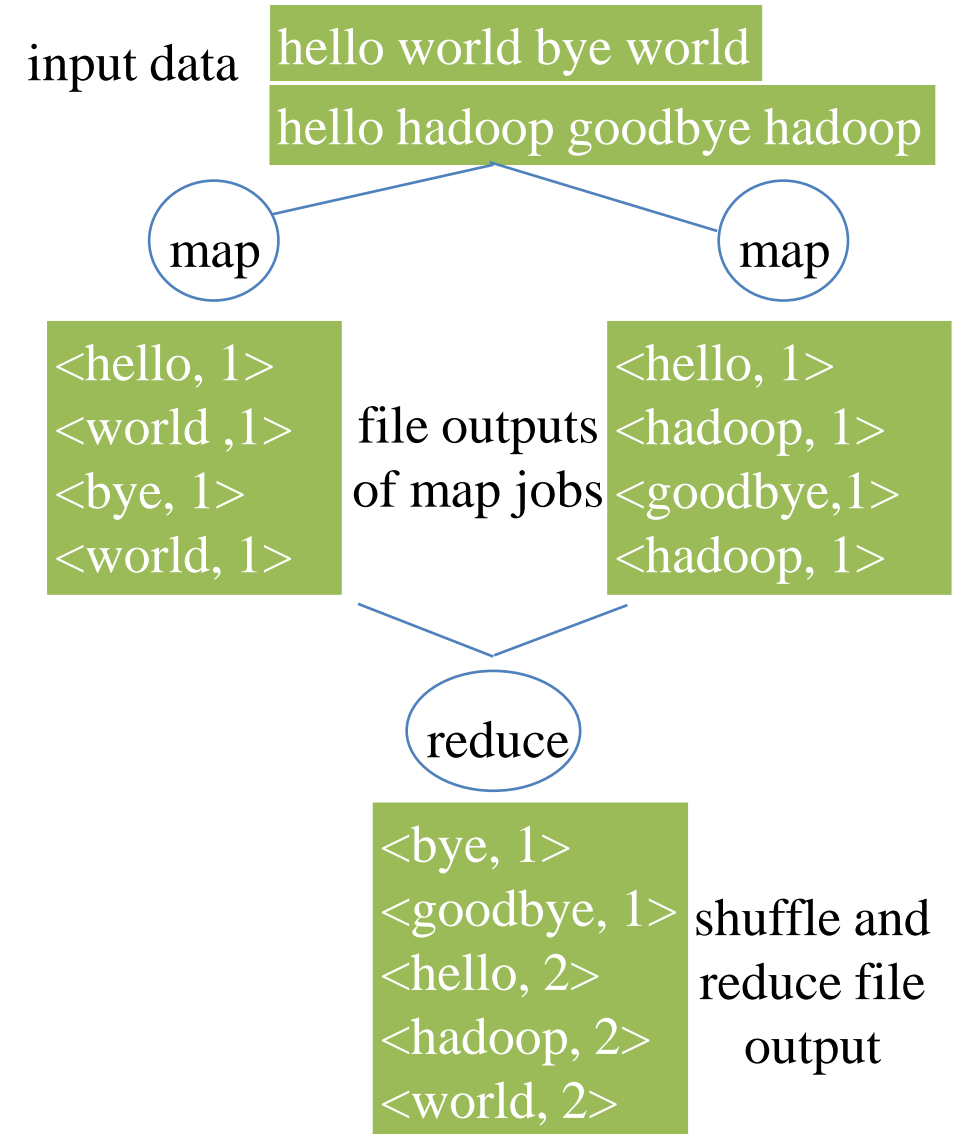 input data
hello world bye world
hello hadoop goodbye hadoop
map
map
<hello, 1>
<world ,1>
<bye, 1>
<world, 1>
file outputs
of map jobs
<hello, 1>
<hadoop, 1>
<goodbye,1>
<hadoop, 1>
reduce
<bye, 1>
<goodbye, 1>
<hello, 2>
<hadoop, 2>
<world, 2>
shuffle and
reduce file
output